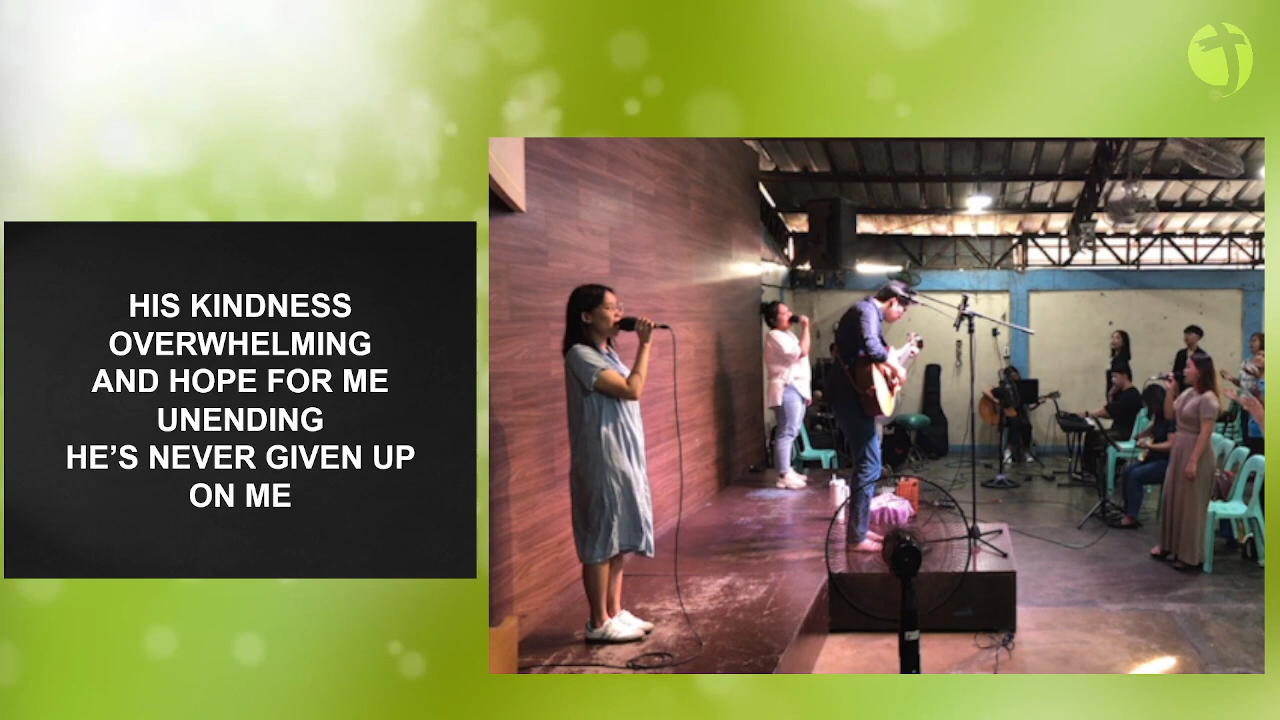 HIS KINDNESS
OVERWHELMING
AND HOPE FOR ME
UNENDING
HE’S NEVER GIVEN UP
ON ME